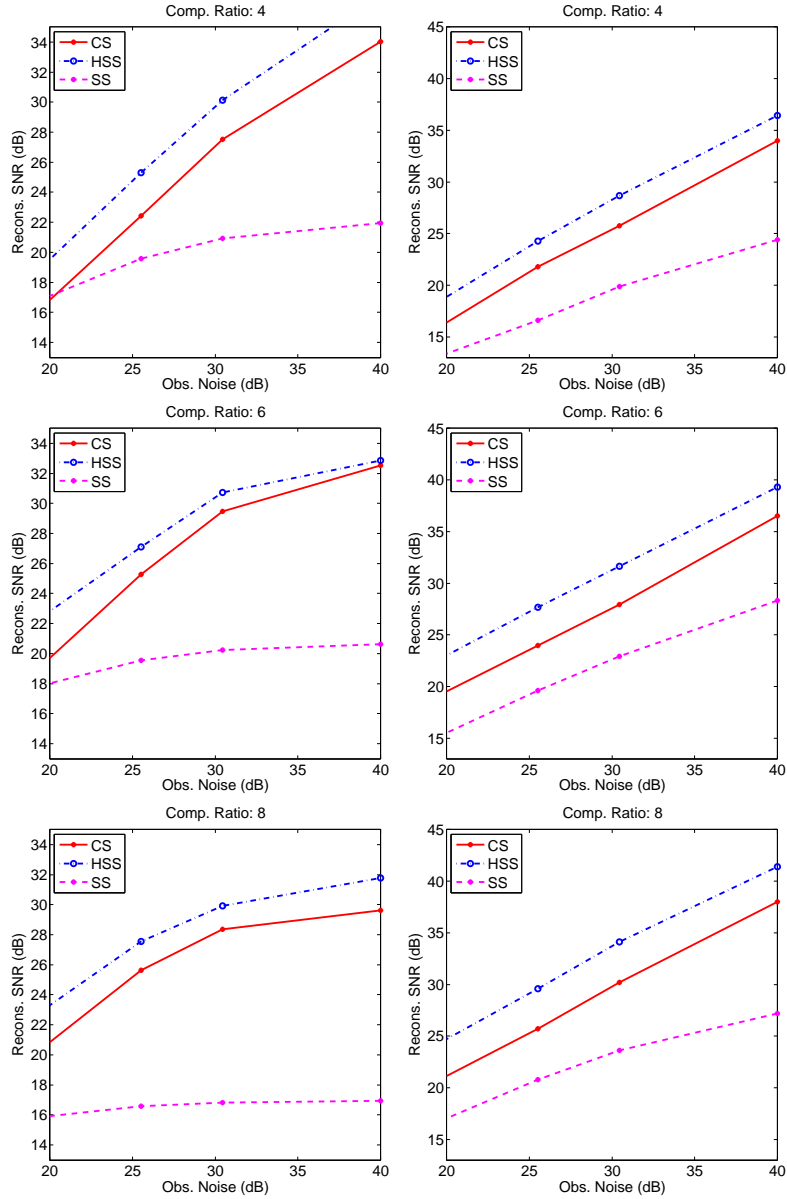 Comp. Ratio: 4
34
32
30
28
26
24
22
20
18
16
14
20
25
30
35
40
Obs. Noise (dB)
Recons. SNR (dB)
CS
HSS
SS
Comp. Ratio: 4
45
40
35
30
25
20
15
20
25
30
35
40
Obs. Noise (dB)
Recons. SNR (dB)
CS
HSS
SS
Comp. Ratio: 6
34
32
30
28
26
24
22
20
18
16
14
20
25
30
35
40
Obs. Noise (dB)
Recons. SNR (dB)
CS
HSS
SS
Comp. Ratio: 6
45
40
35
30
25
20
15
20
25
30
35
40
Obs. Noise (dB)
Recons. SNR (dB)
CS
HSS
SS
Comp. Ratio: 8
34
32
30
28
26
24
22
20
18
16
14
20
25
30
35
40
Obs. Noise (dB)
Recons. SNR (dB)
CS
HSS
SS
Comp. Ratio: 8
45
40
35
30
25
20
15
20
25
30
35
40
Obs. Noise (dB)
Recons. SNR (dB)
CS
HSS
SS